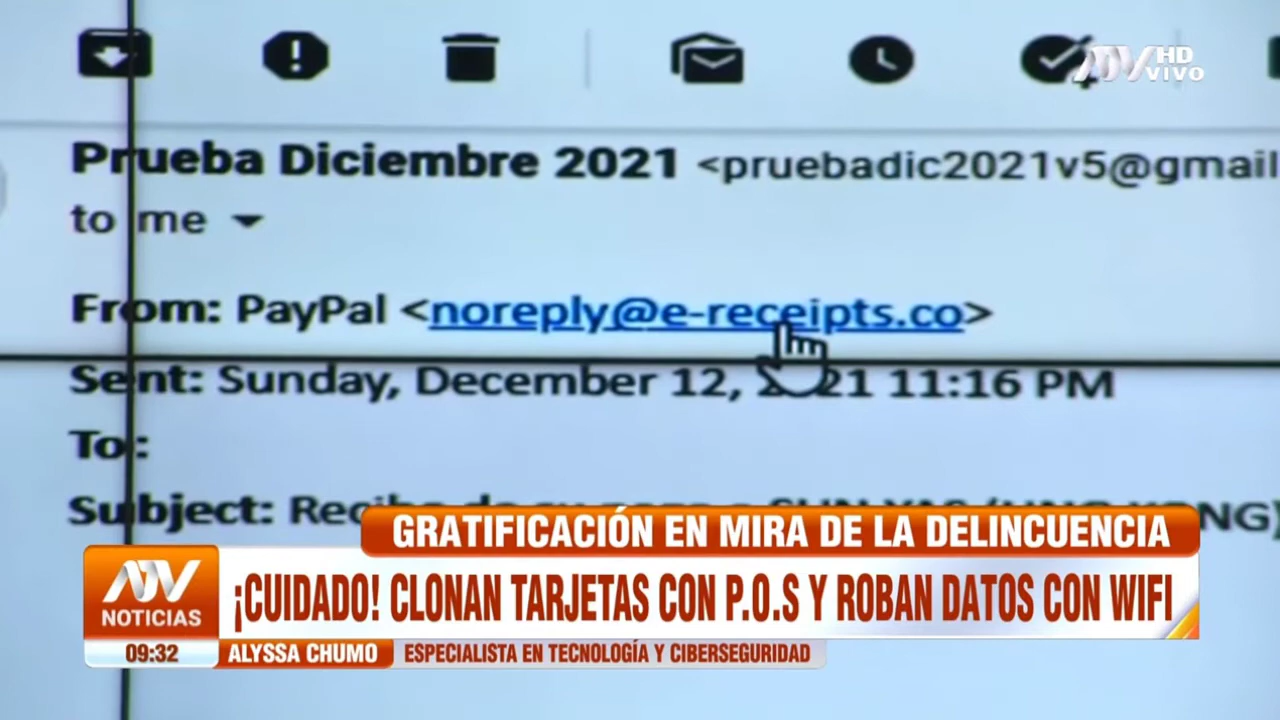 ATV HD
VIVO
Prueba Diciembre 2021 <pruebadic2021v5@gmail
to me
From: PayPal <noreply@e-receipts.co>
Sent: Sunday, December 12, 2021 11:16 PM
To:
Subject:
GRATIFICACIÓN EN MIRA DE LA DELINCUENCIA
ATV
NOTICIAS
¡CUIDADO! CLONAN TARJETAS CON P.O.S Y ROBAN DATOS CON WIFI
09:32
ALYSSA CHUMO
ESPECIALISTA EN TECNOLOGÍA Y CIBERSEGURIDAD